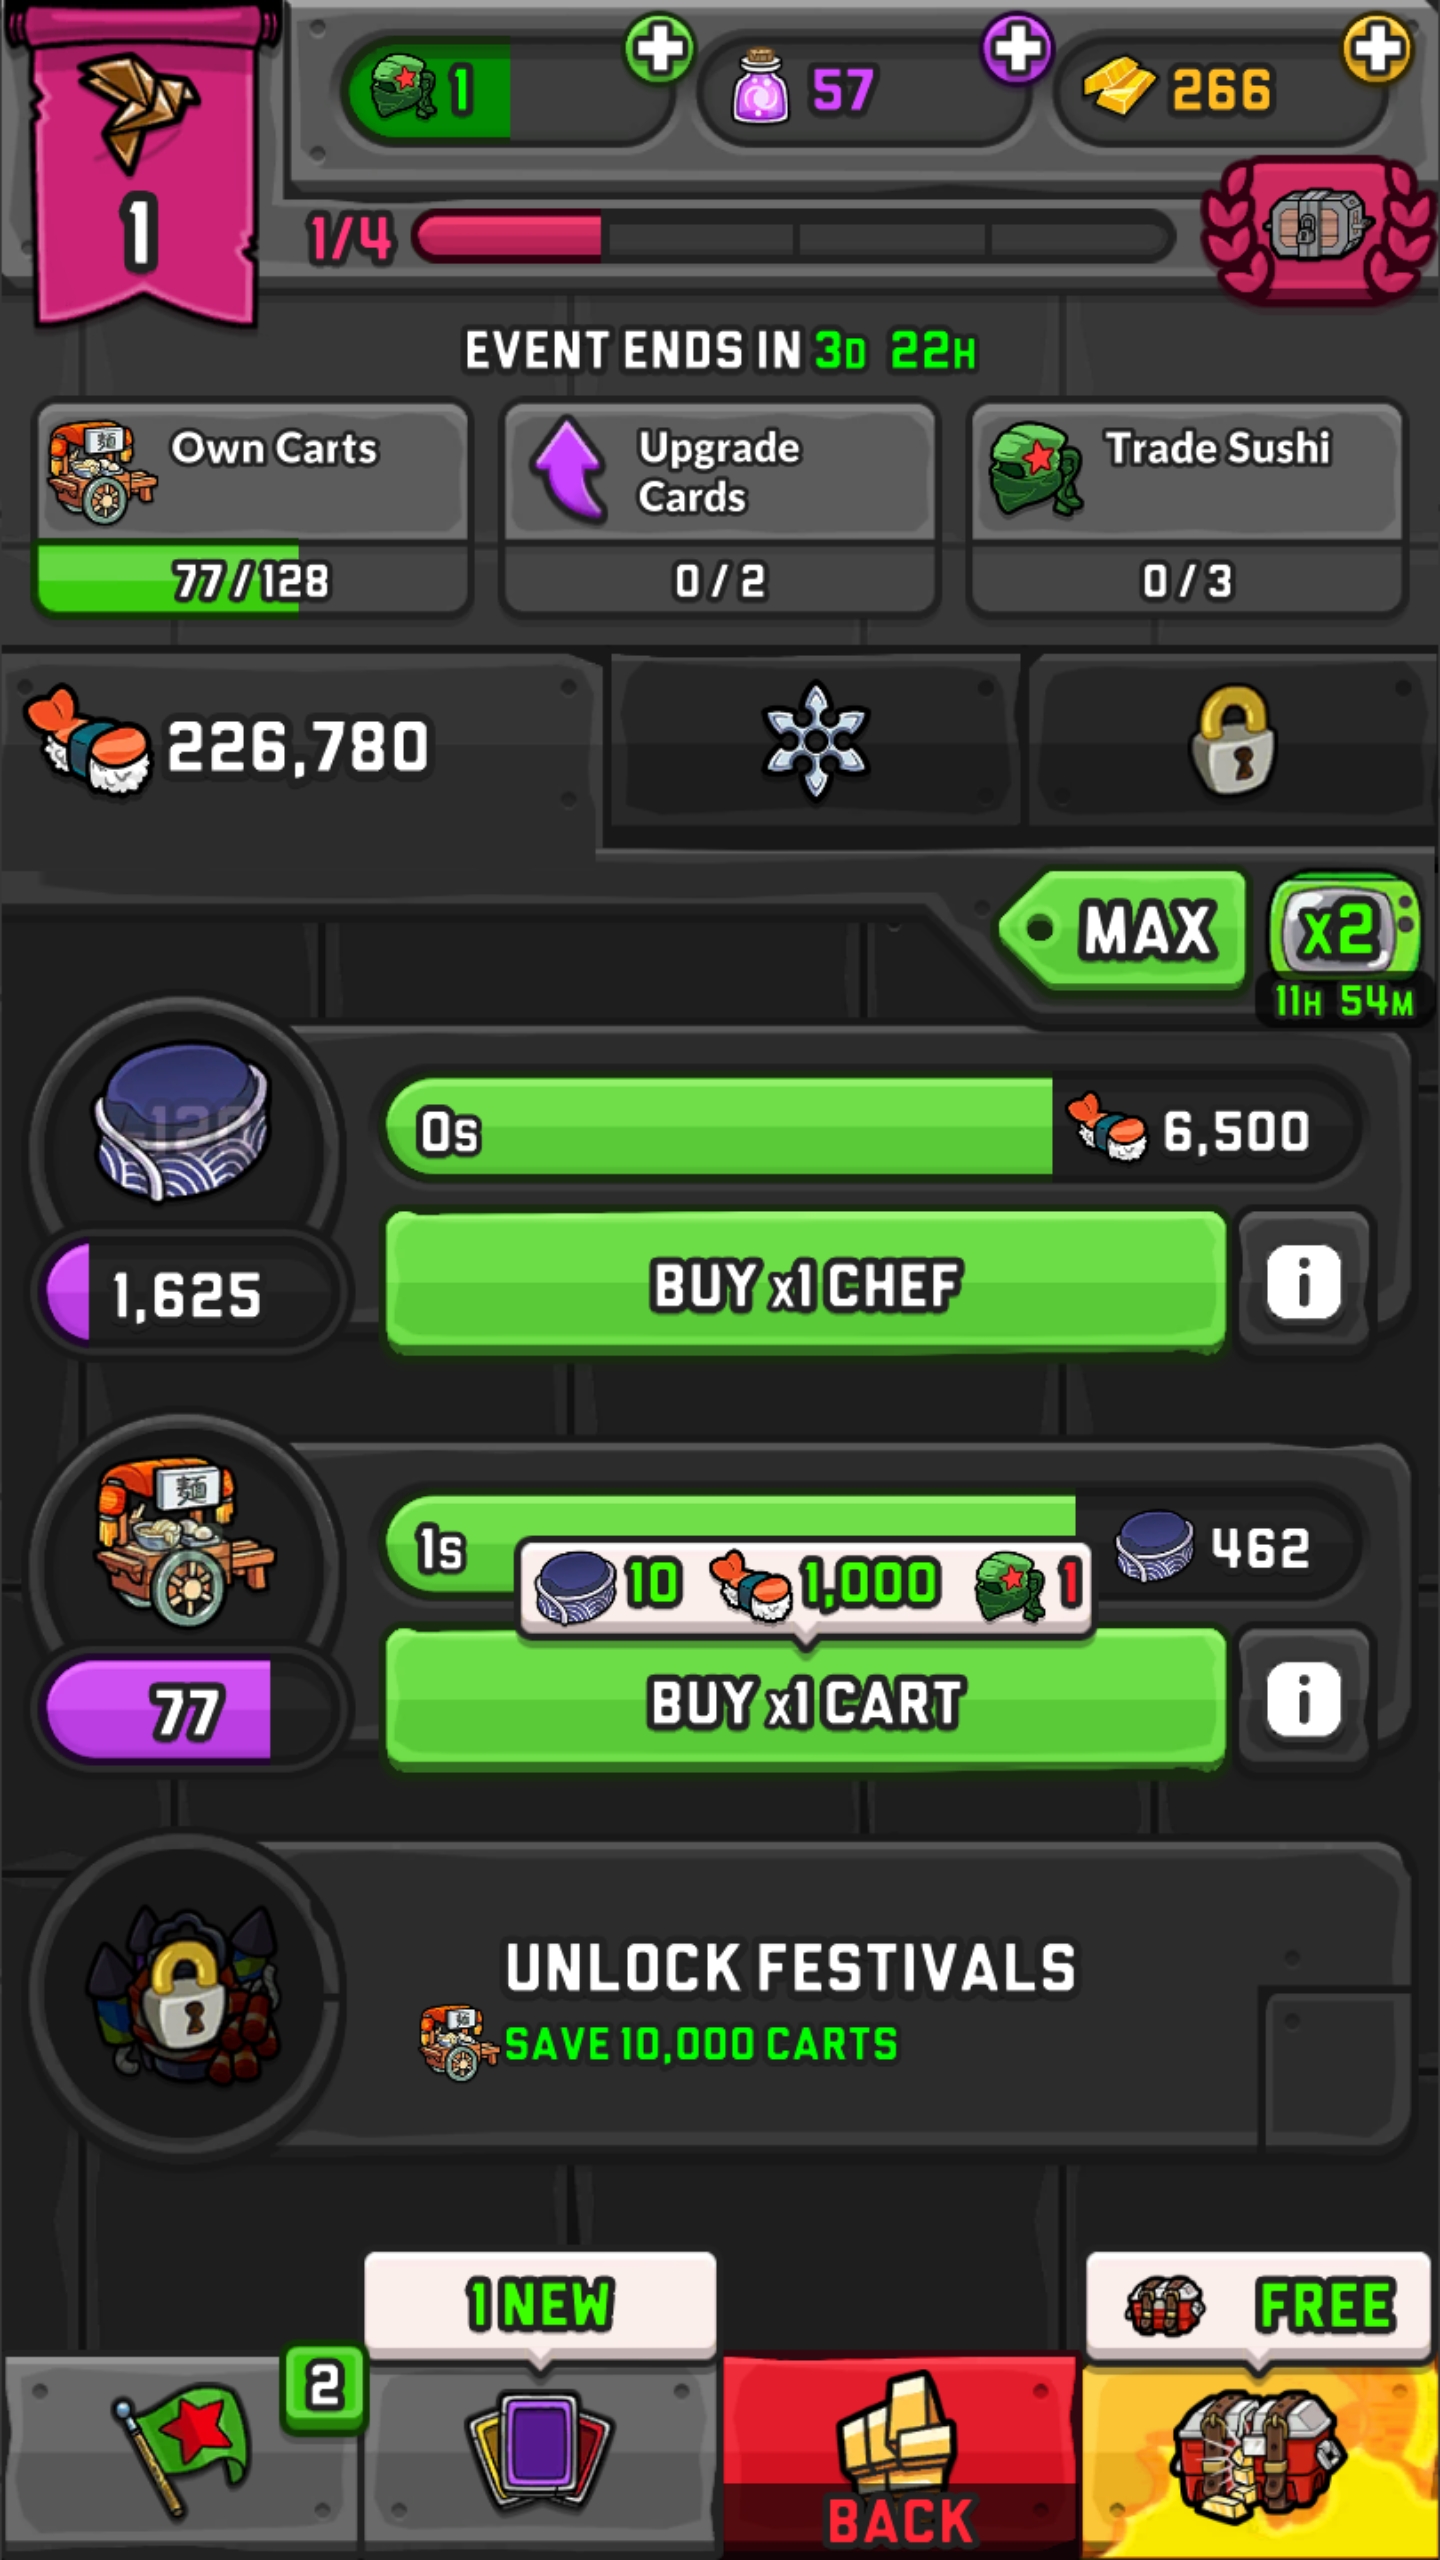 1
57
266
1
1/4
EVENT ENDS IN 3D 22H
Own Carts
77/128
Upgrade
Cards
0/2
Trade Sushi
0/3
226,780
MAX
x2
11H 54M
0s
6,500
1,625
BUY x1 CHEF
i
麺
1s
462
10
1,000
1
77
BUY x1 CART
i
UNLOCK FESTIVALS
SAVE 10,000 CARTS
1 NEW
FREE
2
BACK